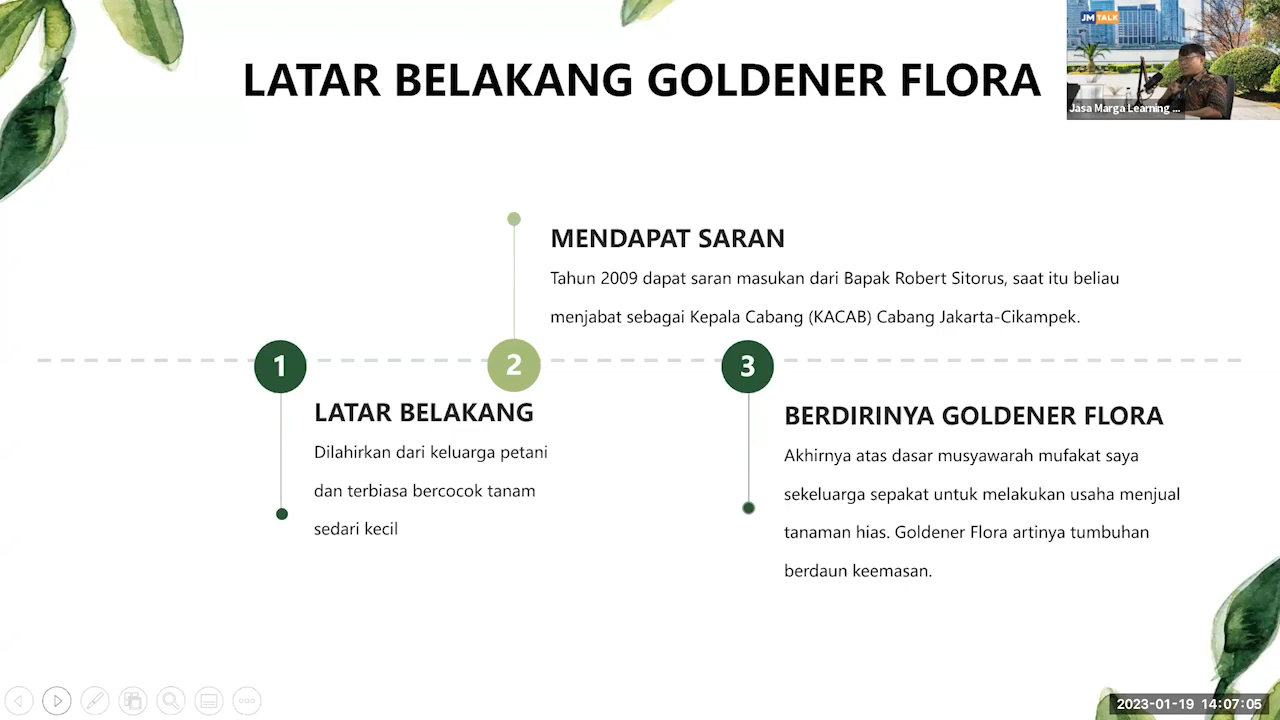 LATAR BELAKANG GOLDENER FLORA
JM TALK
Jasa Marga Learning ...
MENDAPAT SARAN
Tahun 2009 dapat saran masukan dari Bapak Robert Sitorus, saat itu beliau
menjabat sebagai Kepala Cabang (KACAB) Cabang Jakarta-Cikampek.
1
2
3
LATAR BELAKANG
Dilahirkan dari keluarga petani
dan terbiasa bercocok tanam
sedari kecil
BERDIRINYA GOLDENER FLORA
Akhirnya atas dasar musyawarah mufakat saya
sekeluarga sepakat untuk melakukan usaha menjual
tanaman hias. Goldener Flora artinya tumbuhan
berdaun keemasan.
2023-01-19 14:07:05